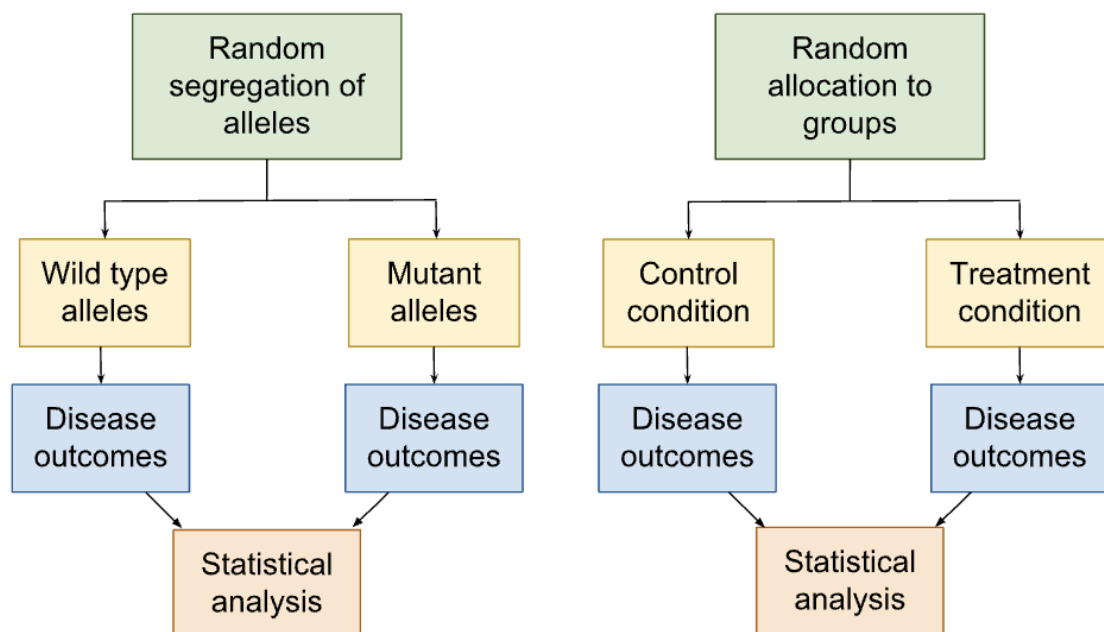 Random
segregation of
alleles
Wild type
alleles
Mutant
alleles
Disease
outcomes
Disease
outcomes
Statistical
analysis
Random
allocation to
groups
Control
condition
Treatment
condition
Disease
outcomes
Disease
outcomes
Statistical
analysis